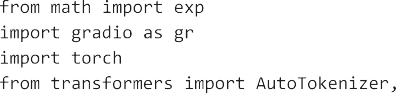 from math import exp
import gradio as gr
import torch
from transformers import AutoTokenizer,